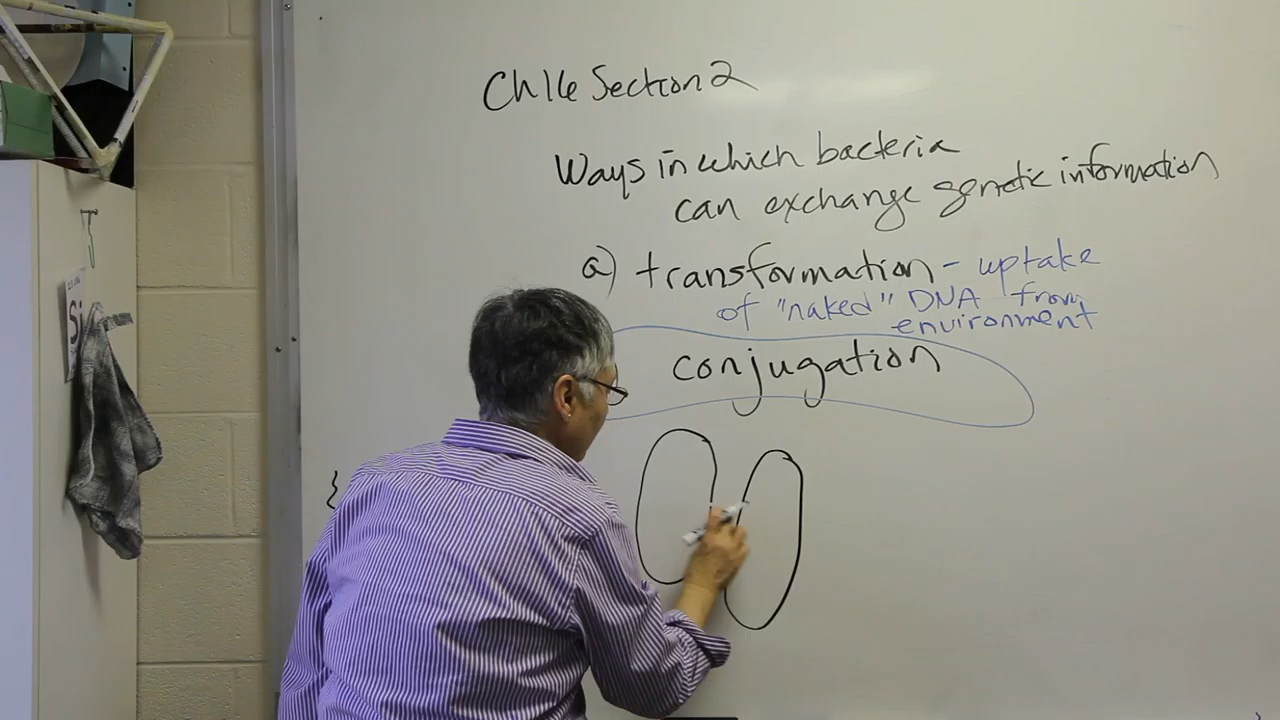 Ch 16 Section 2
Ways in which bacteria
can exchange genetic information
a) transformation - uptake
of "naked" DNA from
environment
conjugation
Si